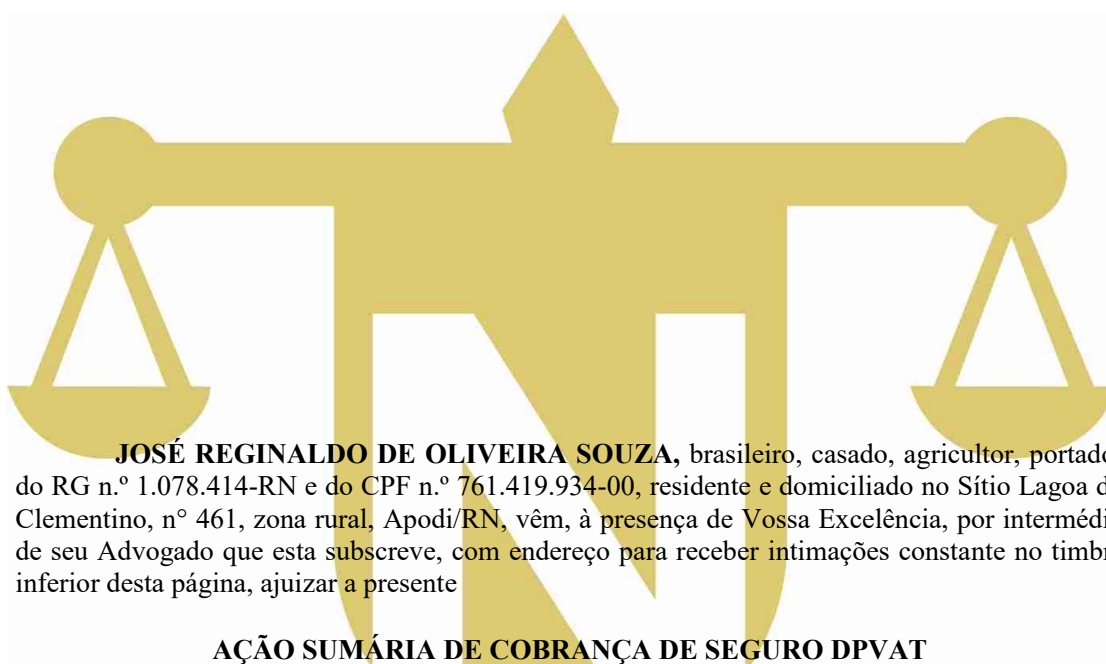 JOSÉ REGINALDO DE OLIVEIRA SOUZA, brasileiro, casado, agricultor, portado
do RG n.º 1.078.414-RN e do CPF n.º 761.419.934-00, residente e domiciliado no Sítio Lagoa d
Clementino, n° 461, zona rural, Apodi/RN, vêm, à presença de Vossa Excelência, por intermédi
de seu Advogado que esta subscreve, com endereço para receber intimações constante no timbr
inferior desta página, ajuizar a presente
AÇÃO SUMÁRIA DE COBRANÇA DE SEGURO DPVAT